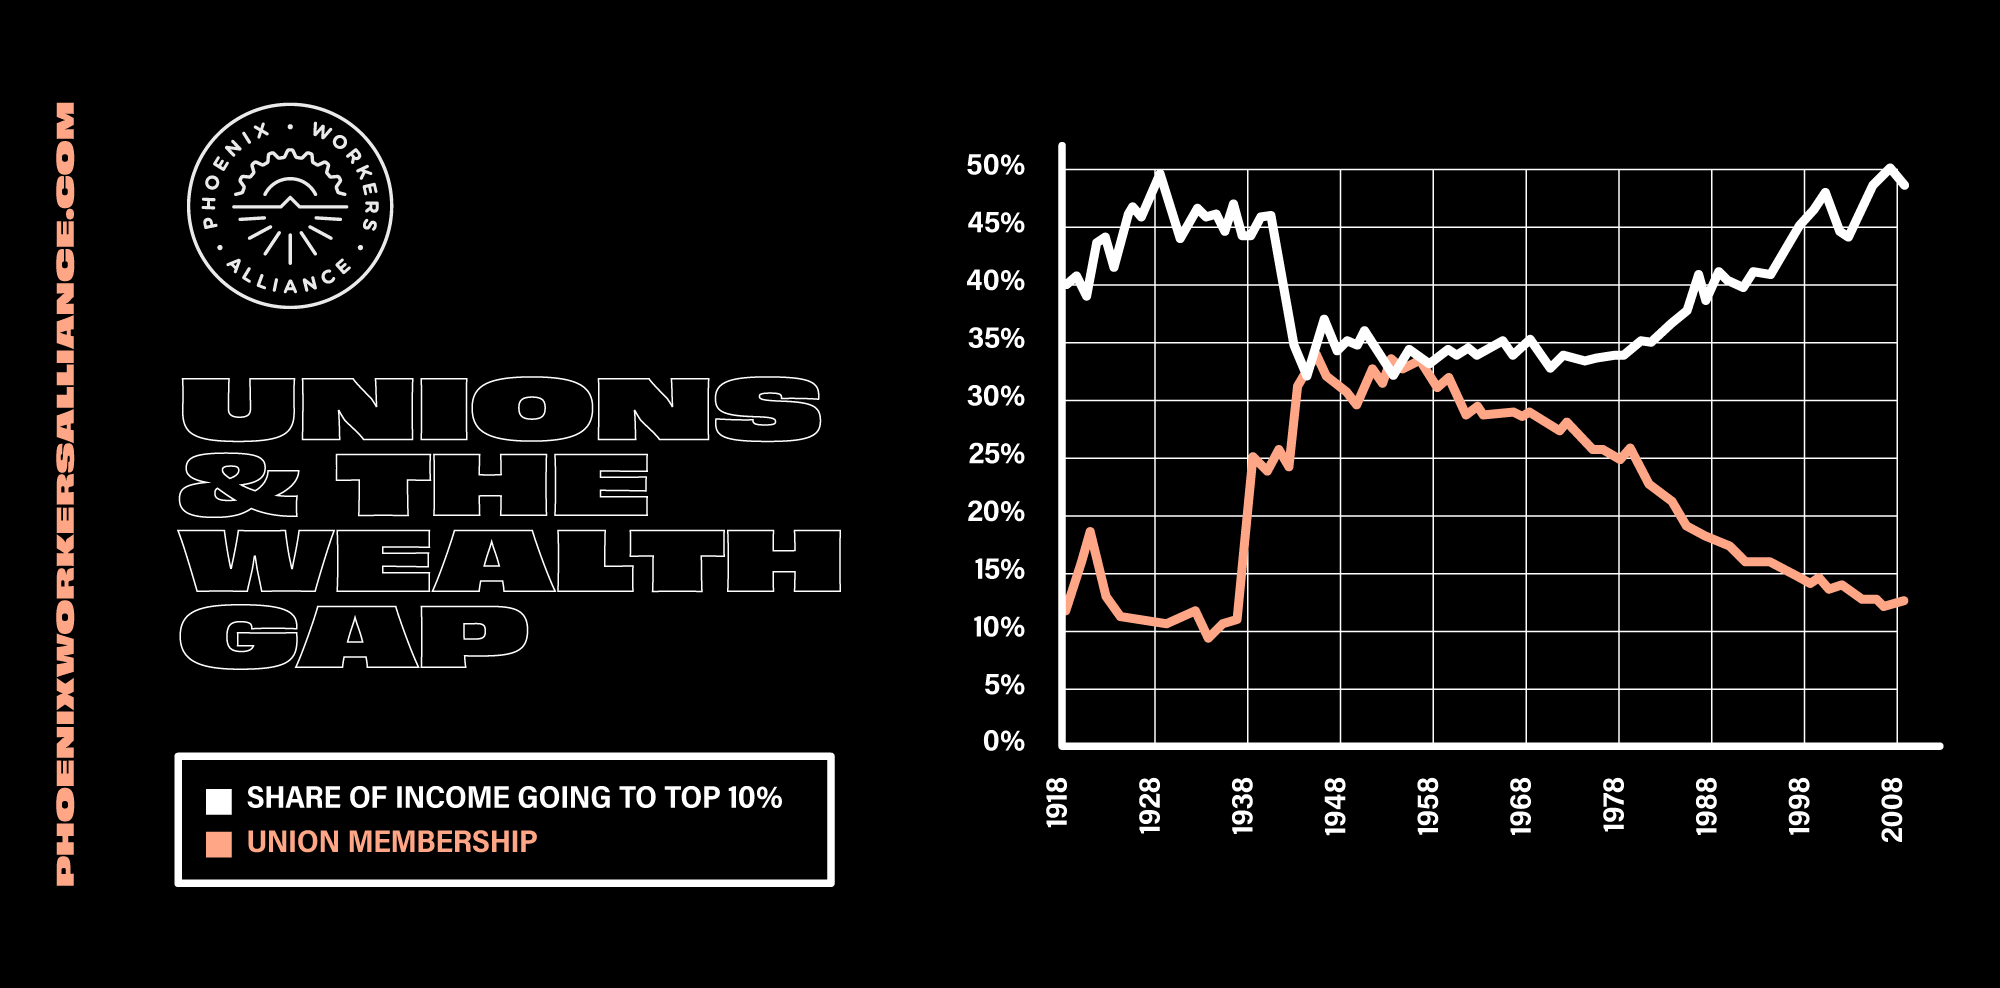 PHOENIXWORKERSALLIANCE.COM
PHOENIX · WORKERS · ALLIANCE ·
UNIONS
& THE
WEALTH
GAP
SHARE OF INCOME GOING TO TOP 10%
UNION MEMBERSHIP
50%
45%
40%
35%
30%
25%
20%
15%
10%
5%
0%
1918 1928 1938 1948 1958 1968 1978 1988 1998 2008